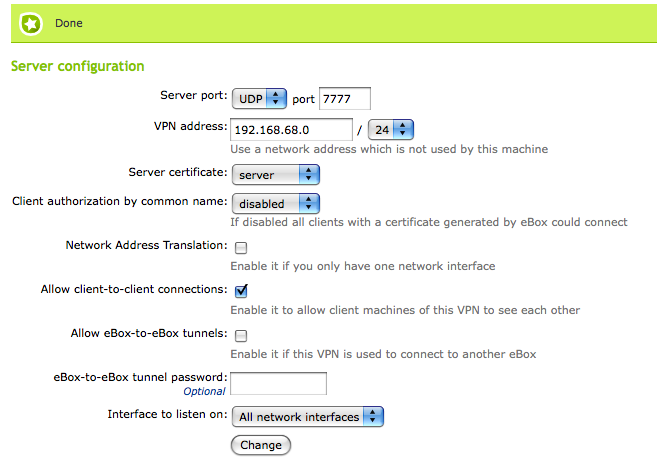 Done
Server configuration
Server port: UDP port 7777
VPN address: 192.168.68.0 / 24
Use a network address which is not used by this machine
Server certificate: server
Client authorization by common name: disabled
If disabled all clients with a certificate generated by eBox could connect
Network Address Translation:
Enable it if you only have one network interface
Allow client-to-client connections:
Enable it to allow client machines of this VPN to see each other
Allow eBox-to-eBox tunnels:
Enable it if this VPN is used to connect to another eBox
eBox-to-eBox tunnel password:
Optional
Interface to listen on: All network interfaces
Change